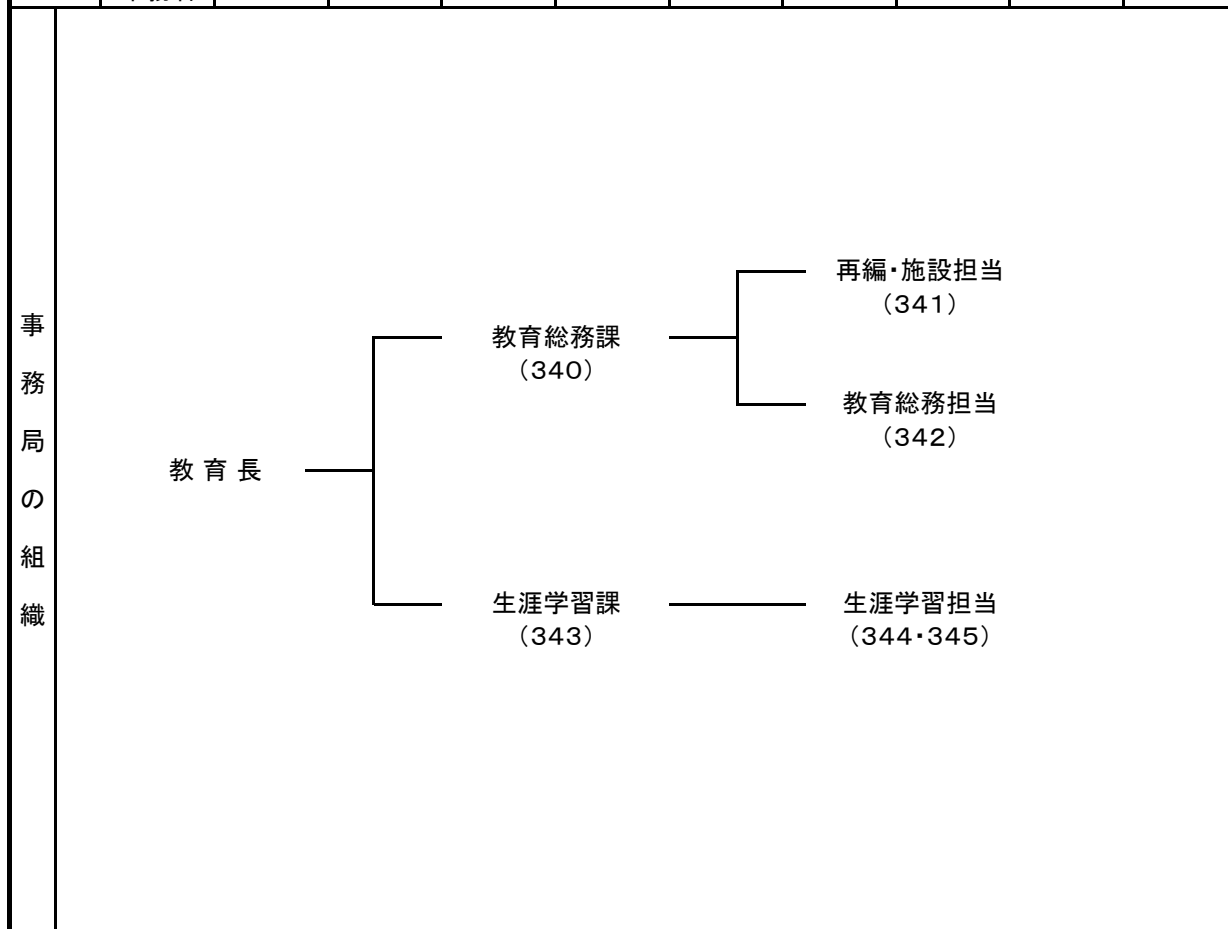 事務局の組織
再編・施設担当
（341）
教育総務課
（340）
教育総務担当
（342）
教 育 長
生涯学習課
（343）
生涯学習担当
（344・345）